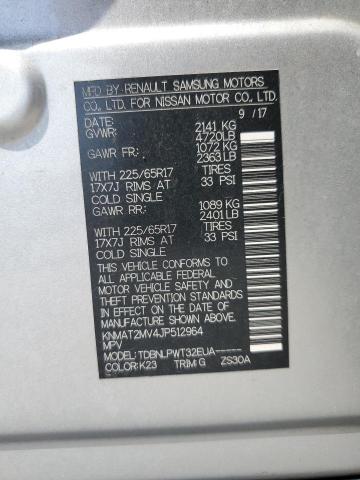 MFD BY-RENAULT SAMSUNG MOTORS
CO., LTD. FOR NISSAN MOTOR CO., LTD.
DATE: 9 /17
GVWR: 2141 KG
4720LB
GAWR FR: 1072 KG
2363LB
WITH 225/65R17 TIRES
17X7J RIMS AT 33 PSI
COLD SINGLE
GAWR RR: 1089 KG
2401LB
WITH 225/65R17 TIRES
17X7J RIMS AT 33 PSI
COLD SINGLE
THIS VEHICLE CONFORMS TO
ALL APPLICABLE FEDERAL
MOTOR VEHICLE SAFETY,
BUMPER, AND THEFT
PREVENTION STANDARDS IN
EFFECT ON THE DATE OF
MANUFACTURE SHOWN ABOVE.
KNMAT2MV4JP512964
MPV
MODEL: TDBNLPWT32EUA-----
COLOR:K23 TRIM:G ZS30A